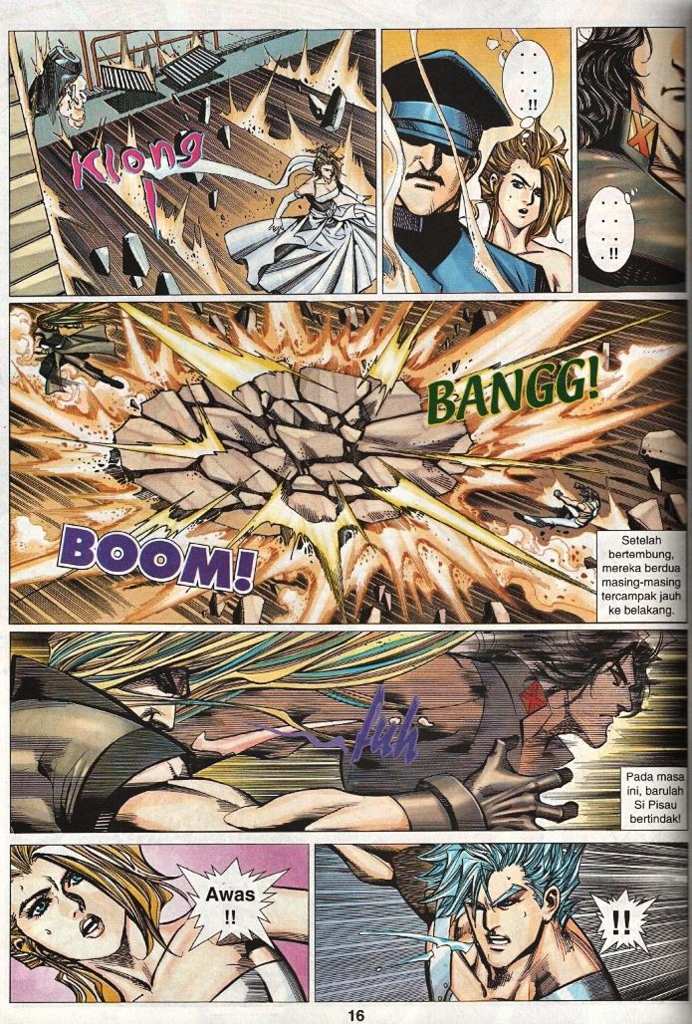 Klong
!
. . .
. . .
. !!
. . .
. . .
. !!
BANGG!
BOOM!
Setelah
bertembung,
mereka berdua
masing-masing
tercampak jauh
ke belakang.
Juh
Pada masa
ini, barulah
Si Pisau
bertindak!
Awas
!!
!!
16